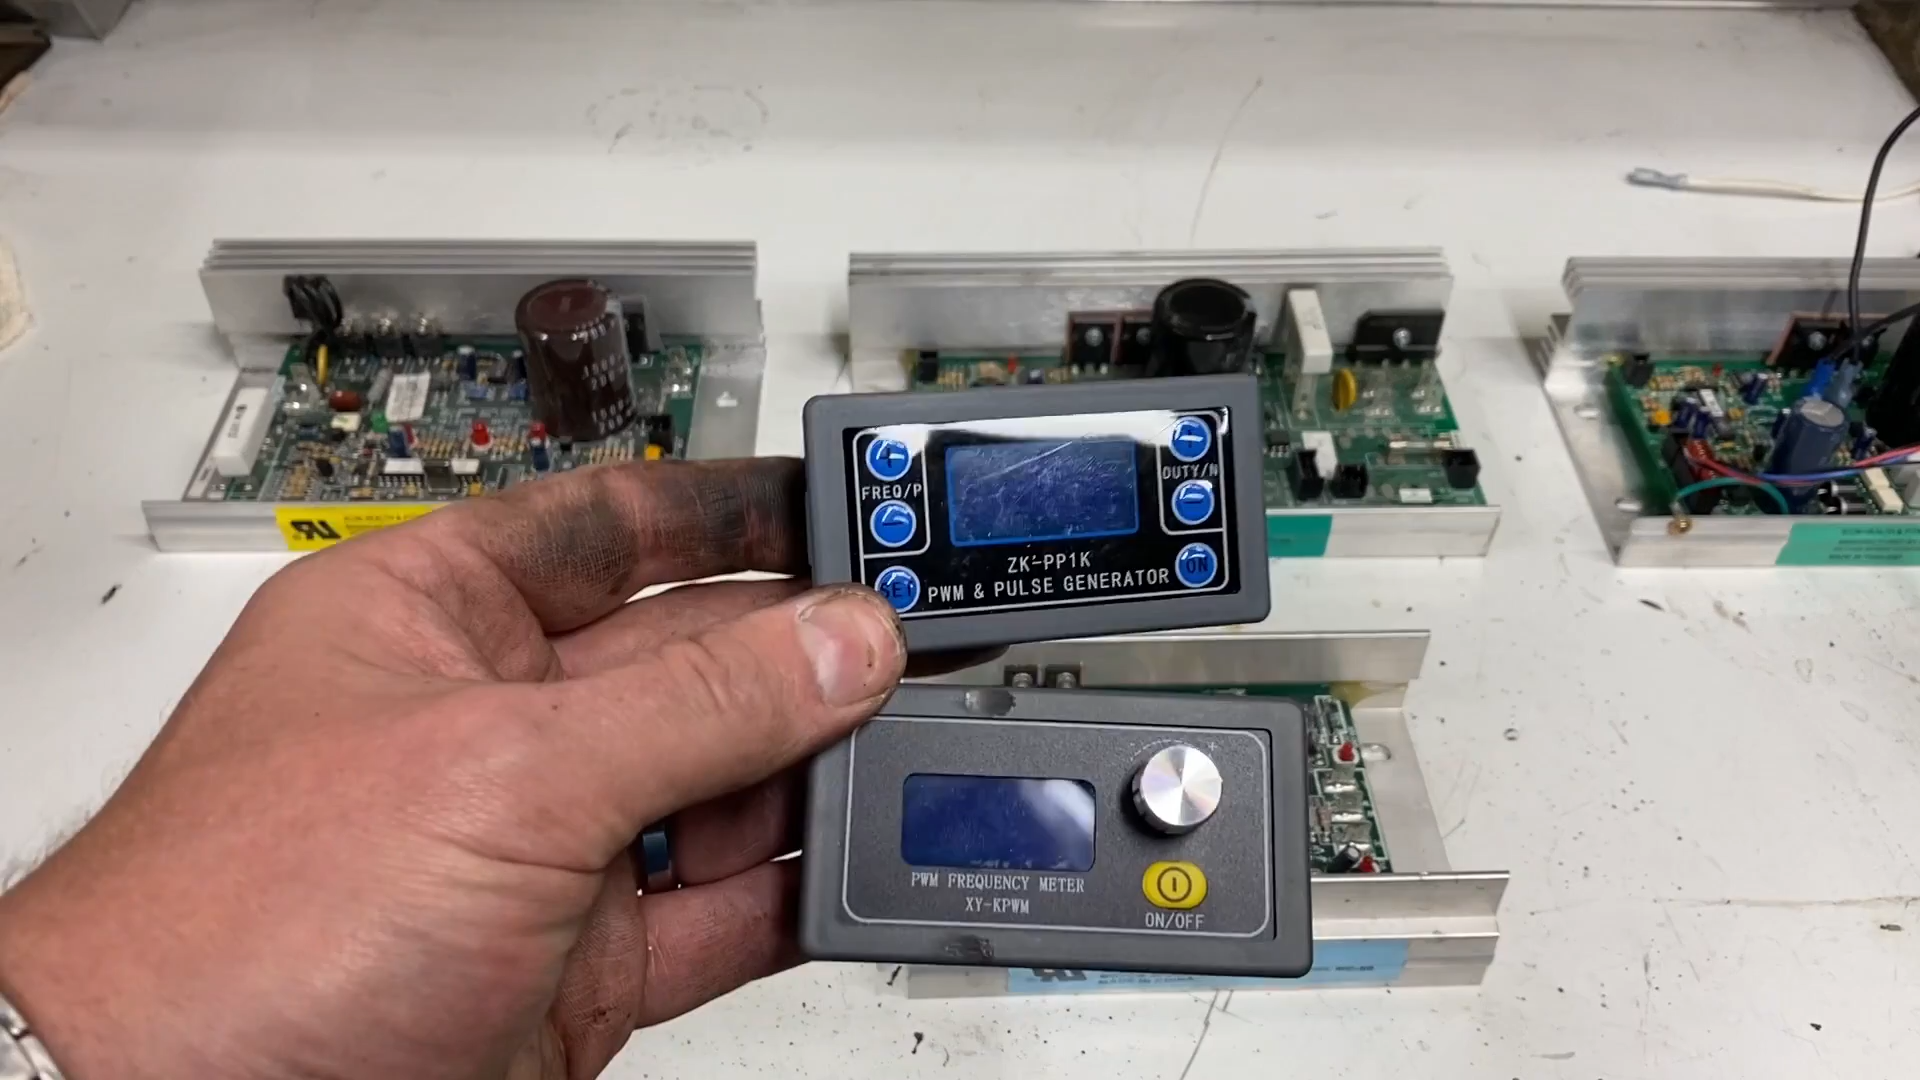 FREQ/P
DUTY/N
SET
ON
ZK-PP1K
PWM & PULSE GENERATOR
PWM FREQUENCY METER
XY-KPWM
ON/OFF